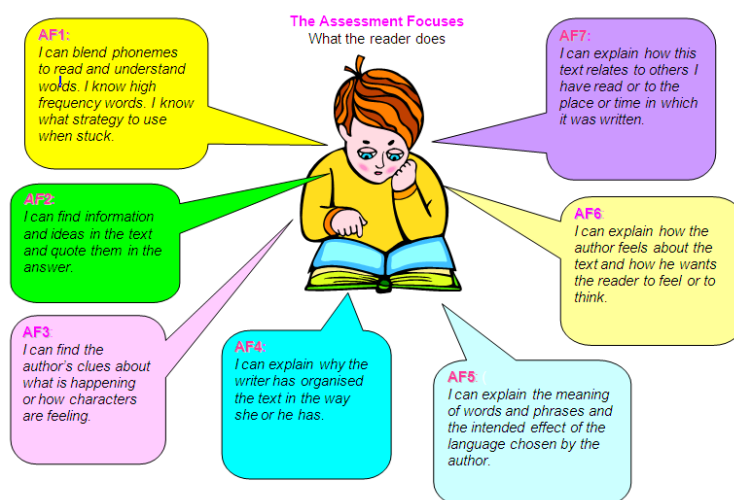 The Assessment Focuses
What the reader does
AF1:
I can blend phonemes
to read and understand
words. I know high
frequency words. I know
what strategy to use
when stuck.
AF2:
I can find information
and ideas in the text
and quote them in the
answer.
AF3:
I can find the
author's clues about
what is happening
or how characters
are feeling.
AF4:
I can explain why the
writer has organised
the text in the way
she or he has.
AF5:
I can explain the meaning
of words and phrases and
the intended effect of the
language chosen by the
author.
AF6:
I can explain how the
author feels about the
text and how he wants
the reader to feel or to
think.
AF7:
I can explain how this
text relates to others I
have read or to the
place or time in which
it was written.